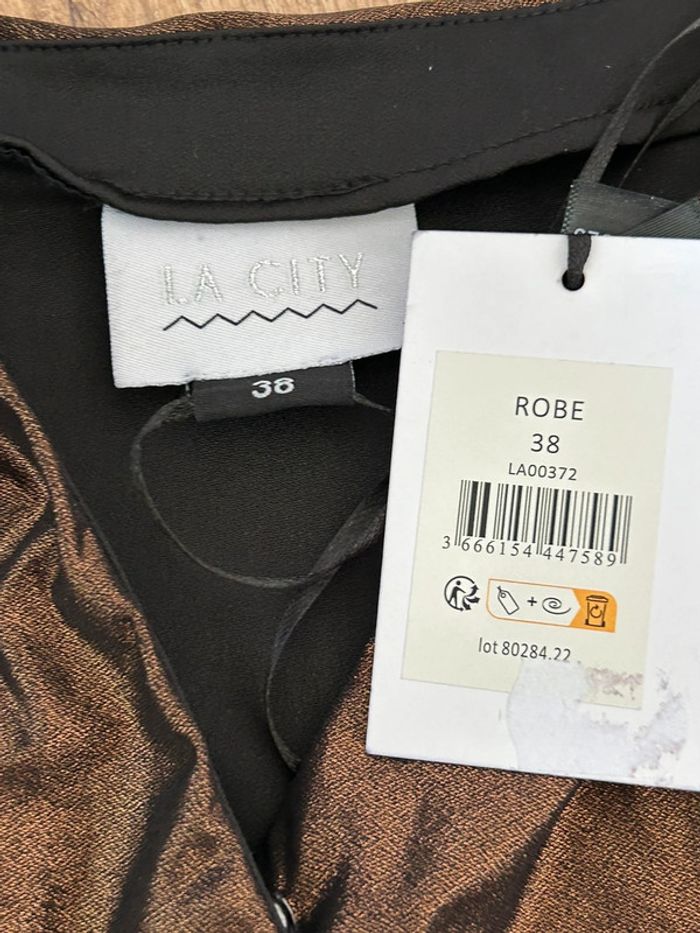 LA CITY
38
ROBE
38
LA00372
3 666154 447589
lot 80284.22